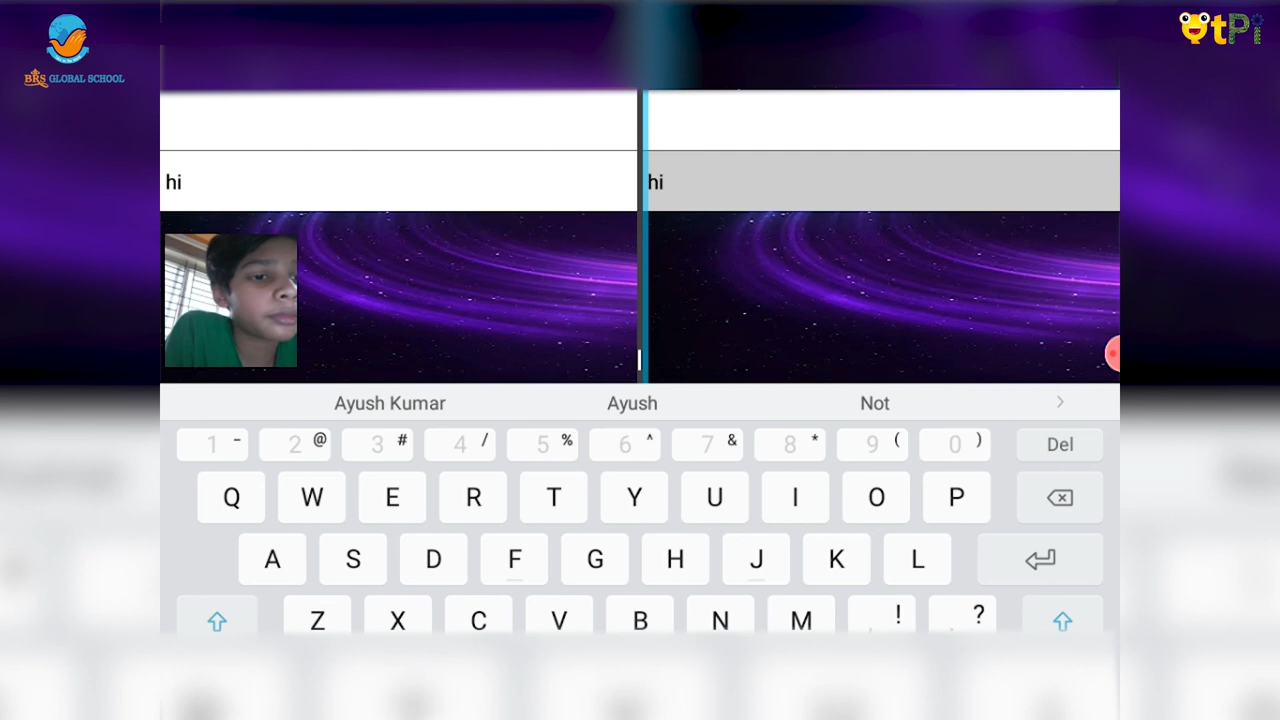 BRS GLOBAL SCHOOL
OtPi
hi
hi
Ayush Kumar Ayush Not
1 - 2 @ 3 # 4 / 5 % 6 ^ 7 & 8 * 9 ( 0 ) Del
Q W E R T Y U I O P
A S D F G H J K L
Z X C V B N M , ! . ?